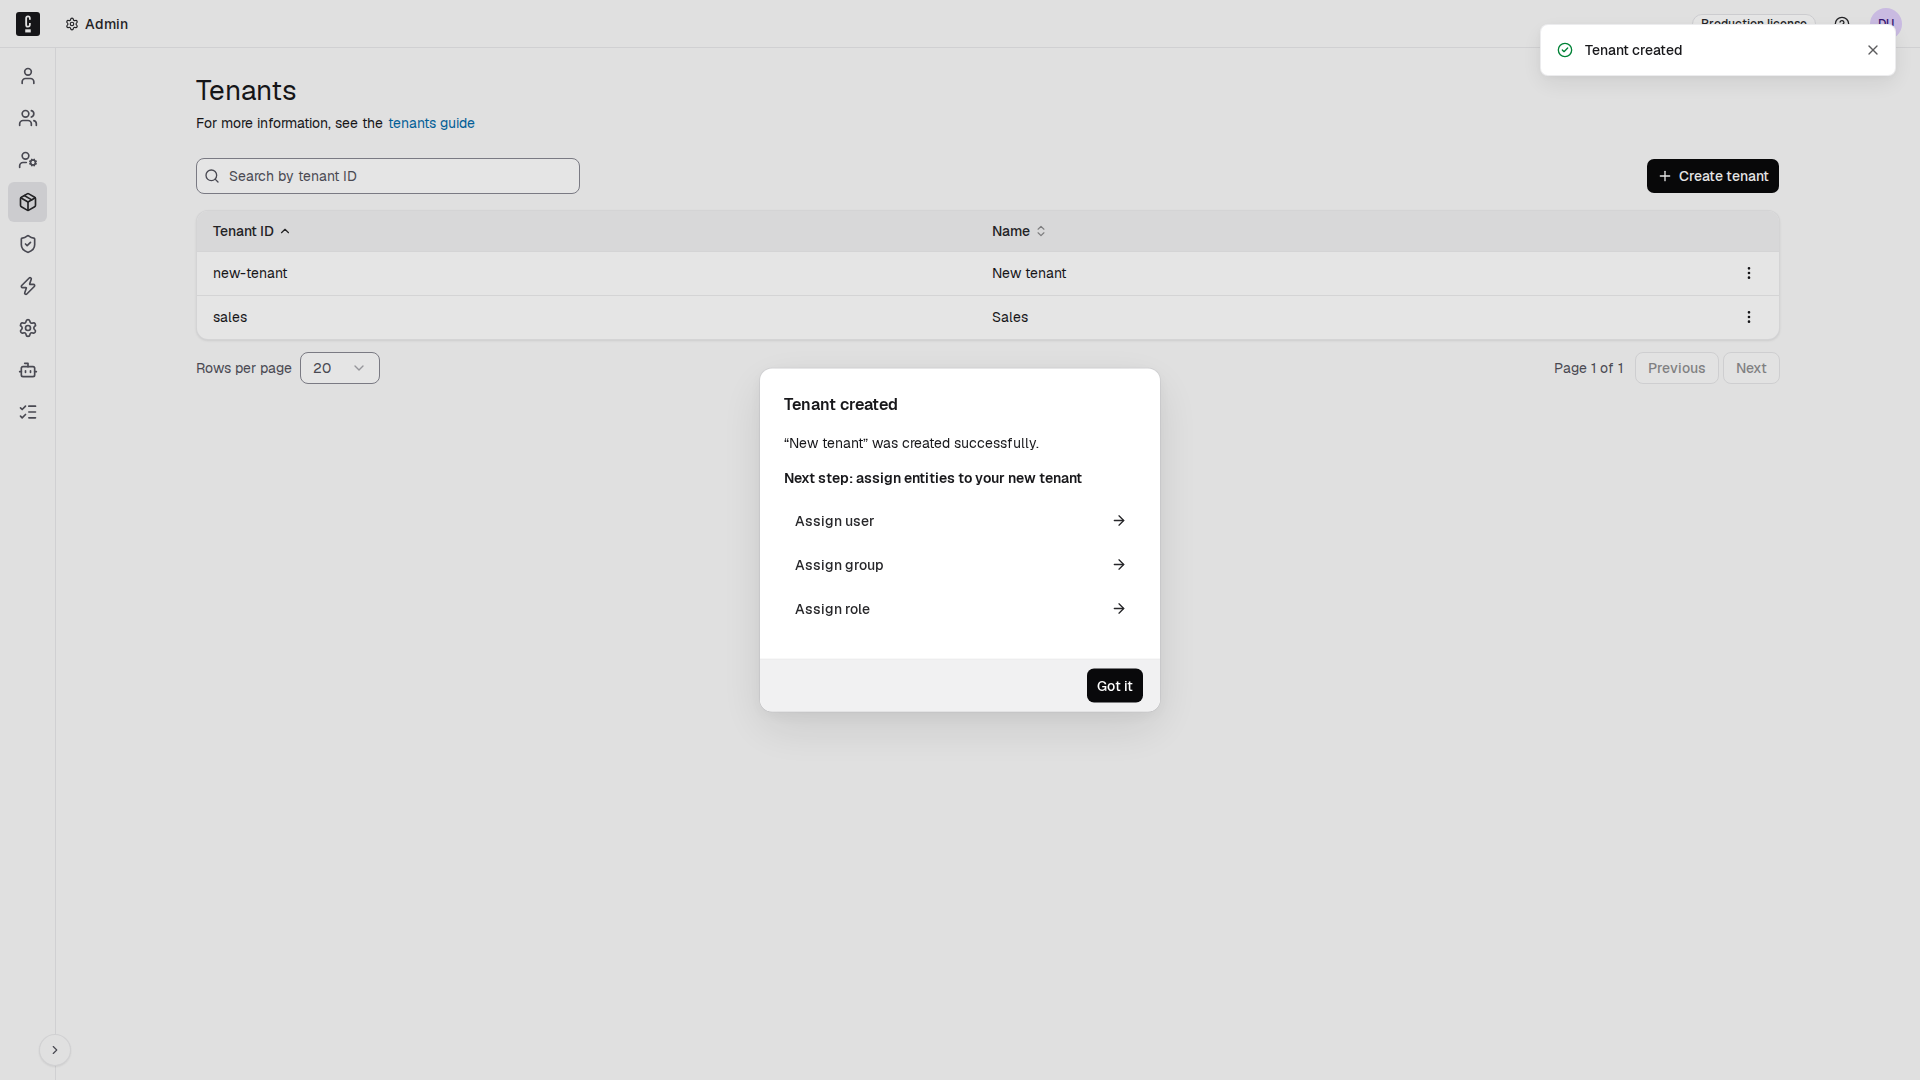 Admin
Production license
DU
Tenant created
Tenants
For more information, see the tenants guide
Search by tenant ID
Create tenant
Tenant ID
Name
new-tenant
New tenant
sales
Sales
Rows per page
20
Page 1 of 1
Previous
Next
Tenant created
“New tenant” was created successfully.
Next step: assign entities to your new tenant
Assign user
Assign group
Assign role
Got it